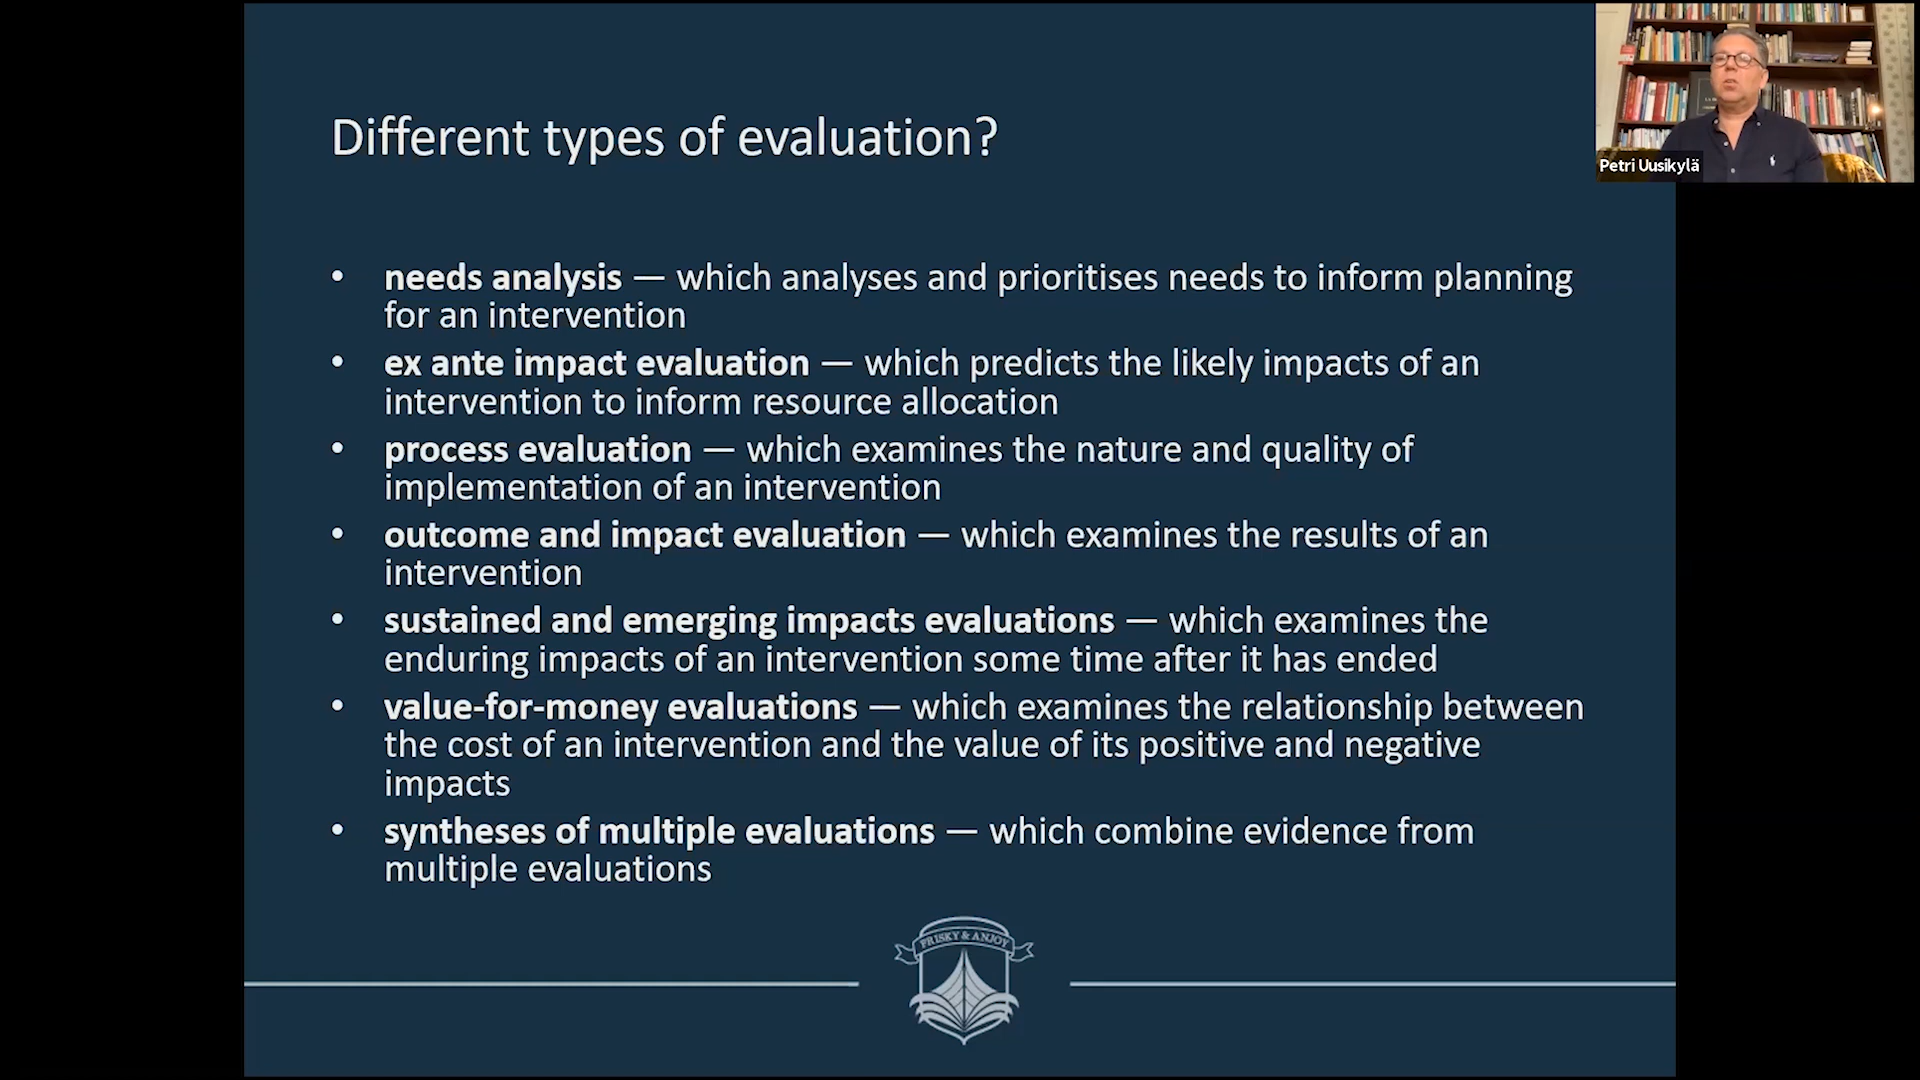 Different types of evaluation?
Petri Uusikylä
• needs analysis — which analyses and prioritises needs to inform planning
for an intervention
• ex ante impact evaluation — which predicts the likely impacts of an
intervention to inform resource allocation
• process evaluation — which examines the nature and quality of
implementation of an intervention
• outcome and impact evaluation — which examines the results of an
intervention
• sustained and emerging impacts evaluations — which examines the
enduring impacts of an intervention some time after it has ended
• value-for-money evaluations — which examines the relationship between
the cost of an intervention and the value of its positive and negative
impacts
• syntheses of multiple evaluations — which combine evidence from
multiple evaluations
FRISKY & ANJOY